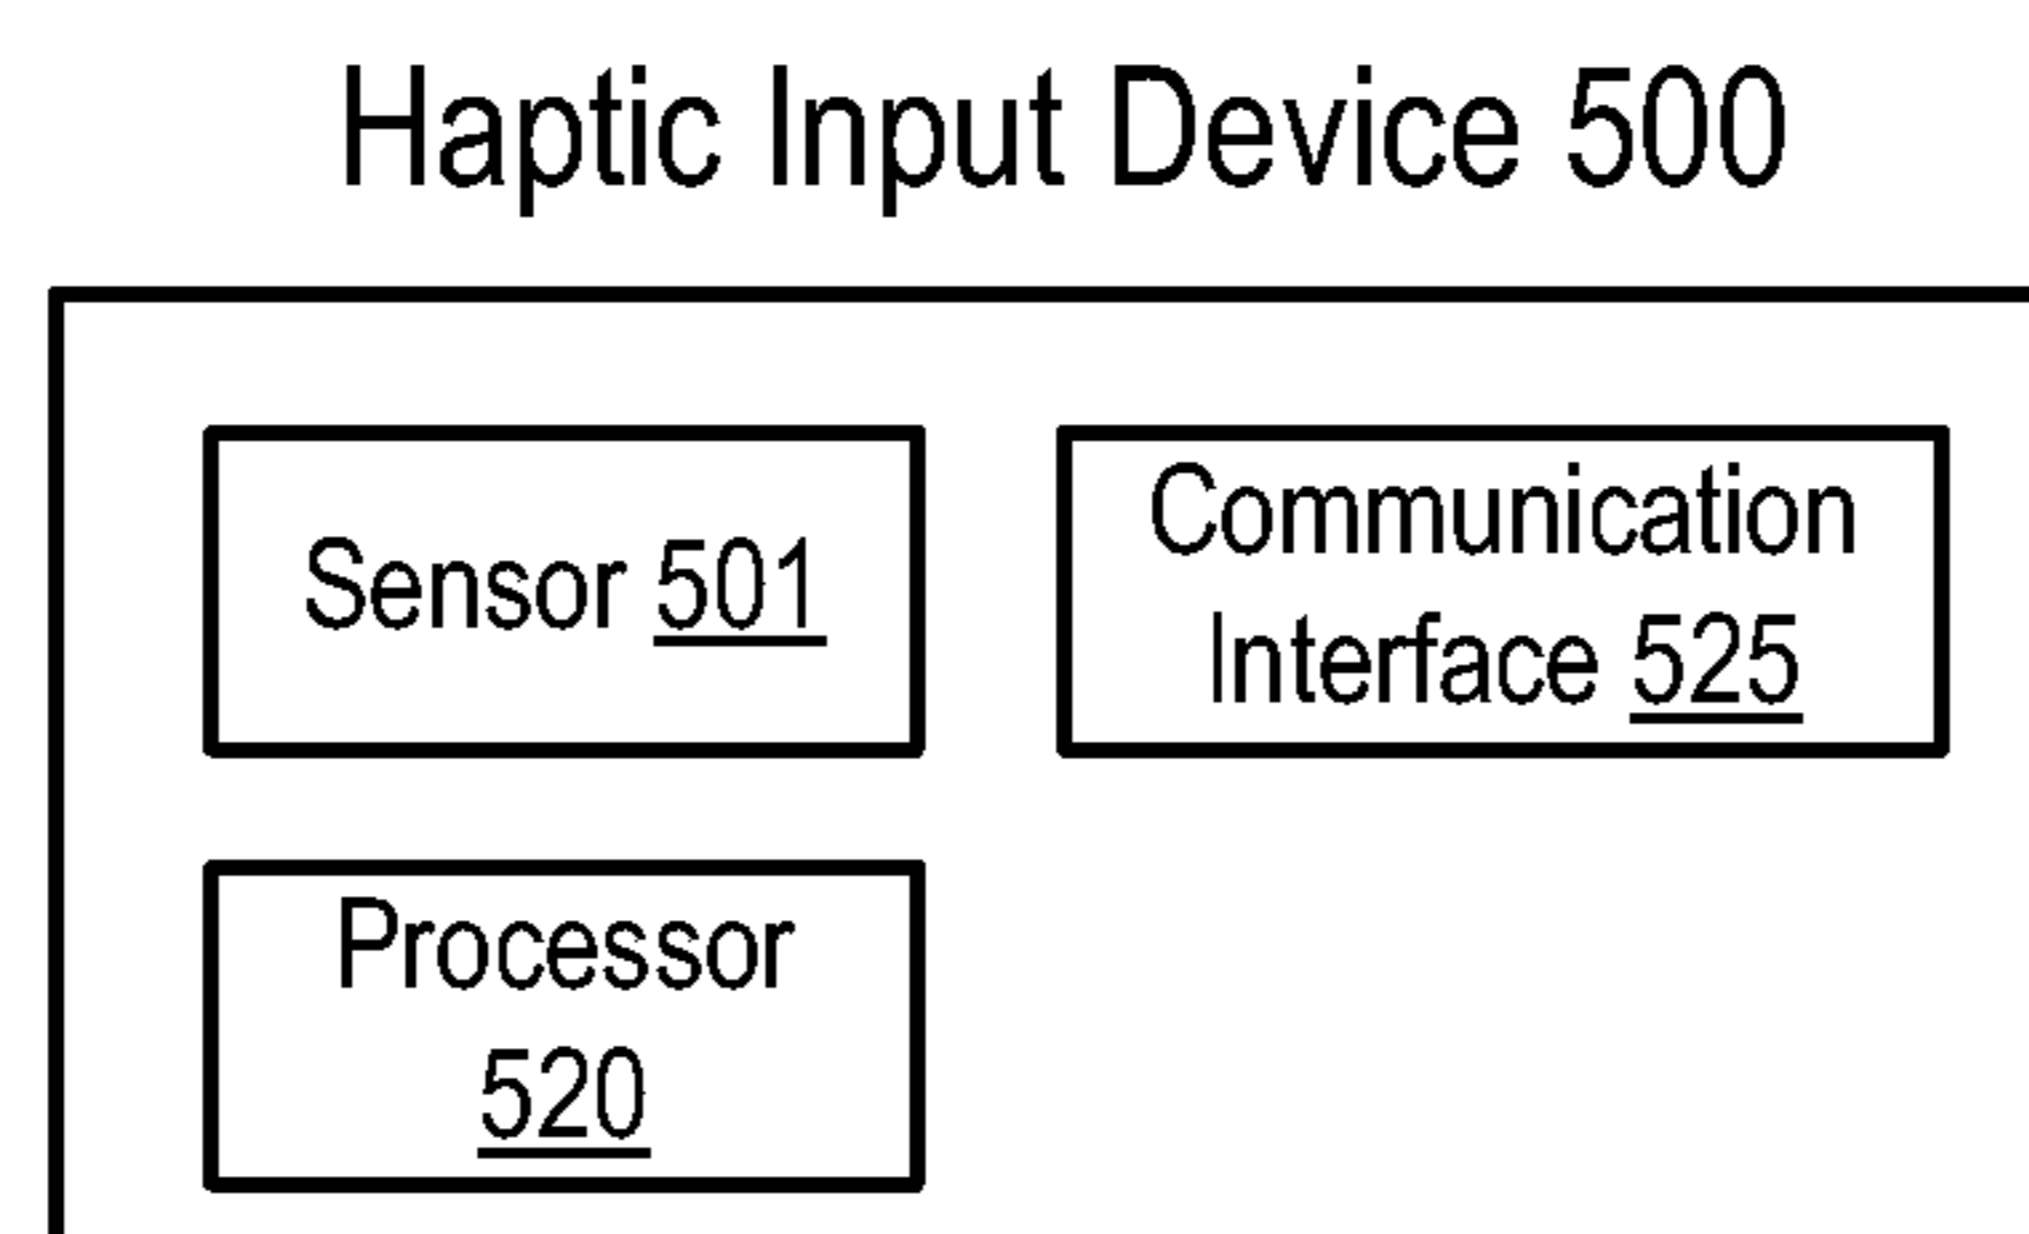 Haptic Input Device 500
Sensor 501
Communication
Interface 525
Processor
520